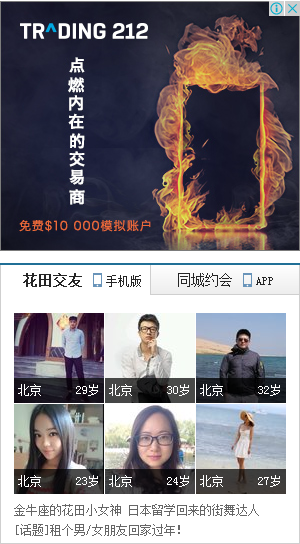 TRADING 212
点燃内在的交易商
免费$10 000模拟账户
花田交友 手机版 同城约会 APP
北京 29岁 北京 30岁 北京 32岁
北京 23岁 北京 24岁 北京 27岁
金牛座的花田小女神 日本留学回来的街舞达人
[话题]租个男/女朋友回家过年!